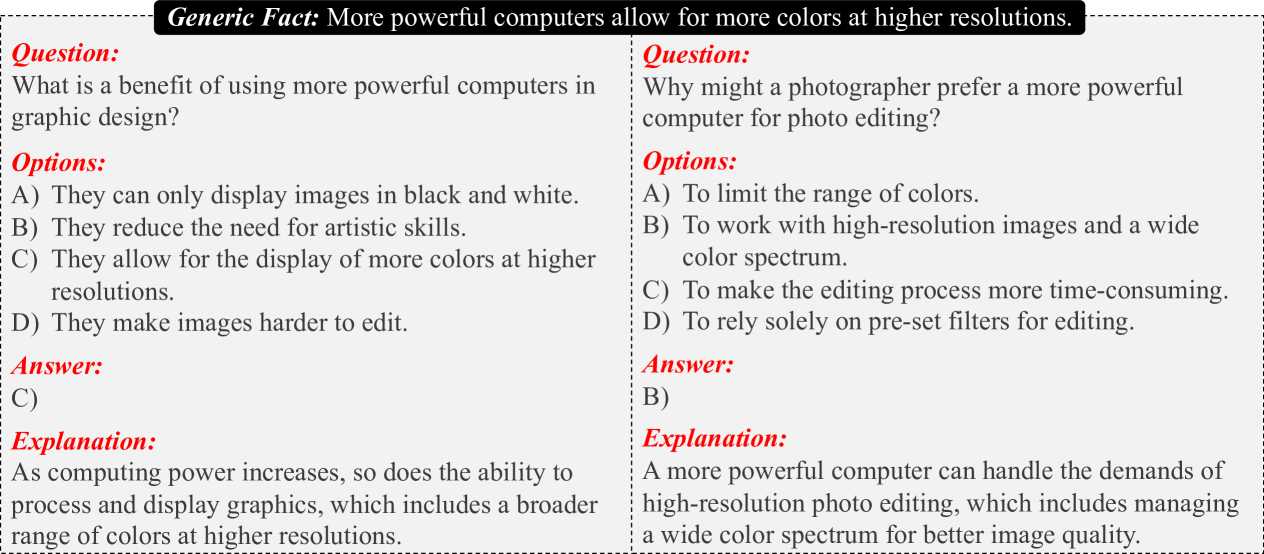 Generic Fact: More powerful computers allow for more colors at higher resolutions.
Question:
What is a benefit of using more powerful computers in
graphic design?
Options:
A) They can only display images in black and white.
B) They reduce the need for artistic skills.
C) They allow for the display of more colors at higher
resolutions.
D) They make images harder to edit.
Answer:
C)
Explanation:
As computing power increases, so does the ability to
process and display graphics, which includes a broader
range of colors at higher resolutions.
Question:
Why might a photographer prefer a more powerful
computer for photo editing?
Options:
A) To limit the range of colors.
B) To work with high-resolution images and a wide
color spectrum.
C) To make the editing process more time-consuming.
D) To rely solely on pre-set filters for editing.
Answer:
B)
Explanation:
A more powerful computer can handle the demands of
high-resolution photo editing, which includes managing
a wide color spectrum for better image quality.